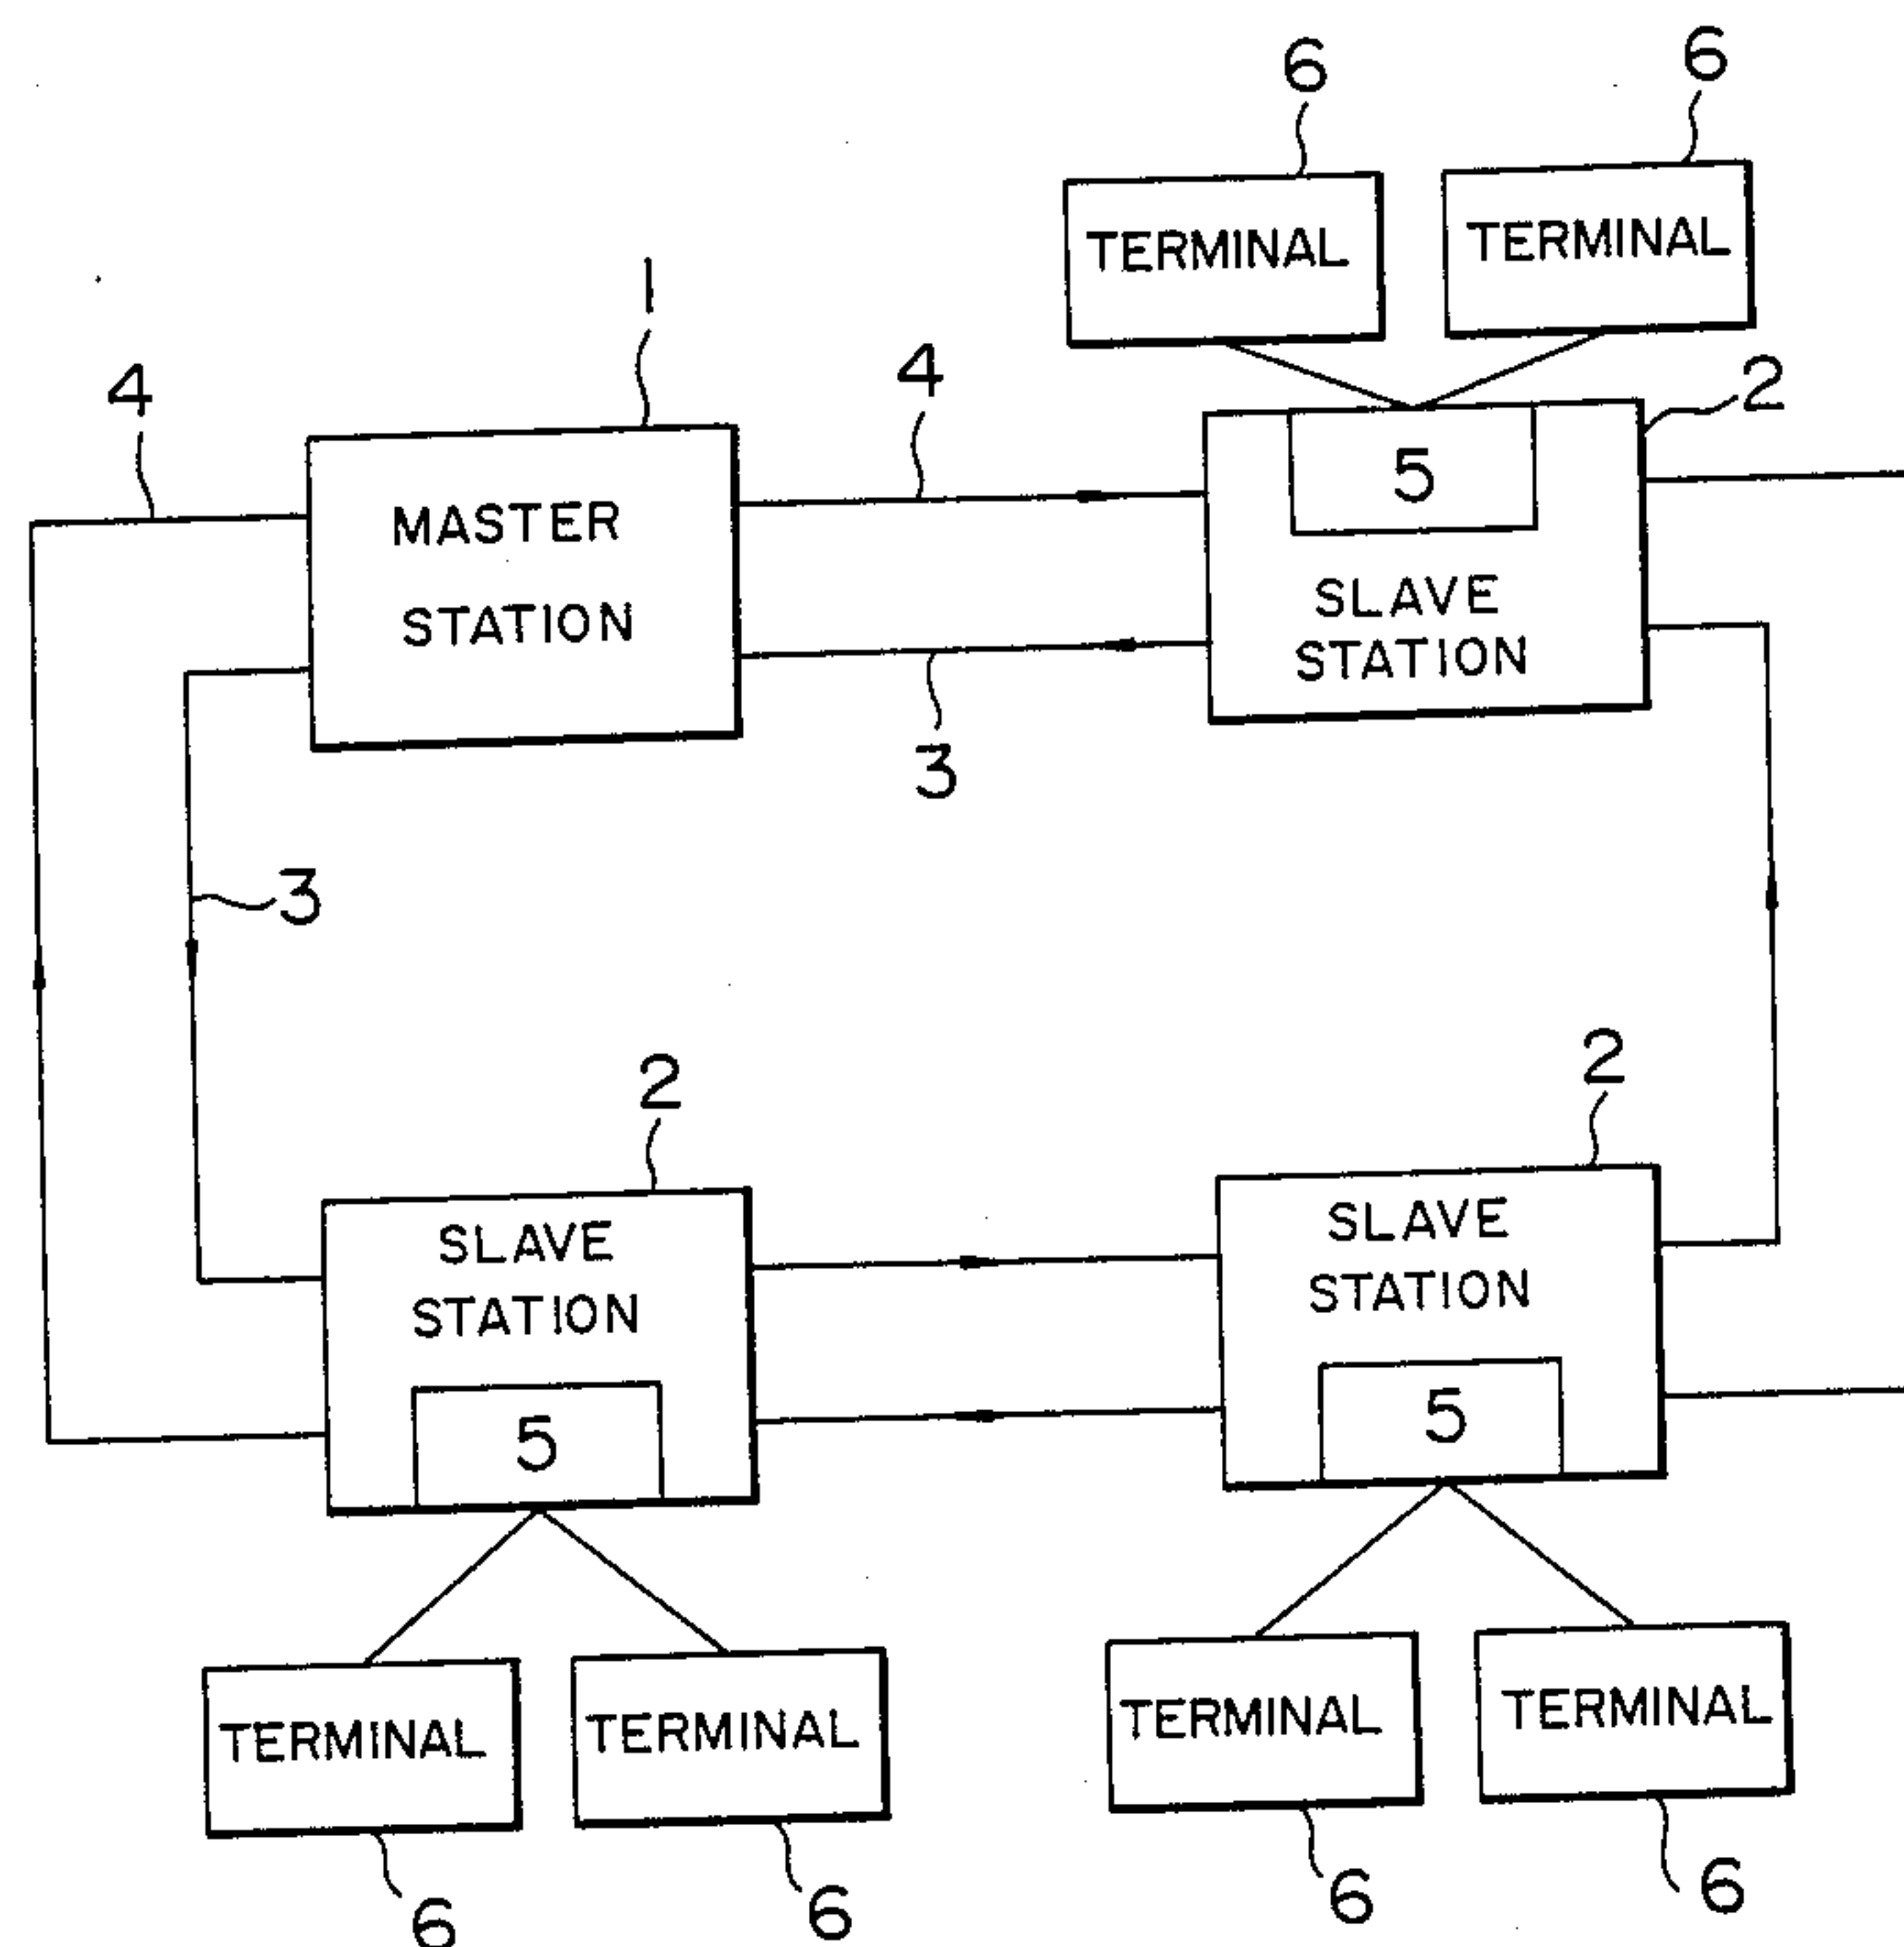 6
6
TERMINAL
TERMINAL
1
4
4
2
5
MASTER
STATION
SLAVE
STATION
3
3
2
2
SLAVE
STATION
5
SLAVE
STATION
5
TERMINAL
TERMINAL
TERMINAL
TERMINAL
6
6
6
6